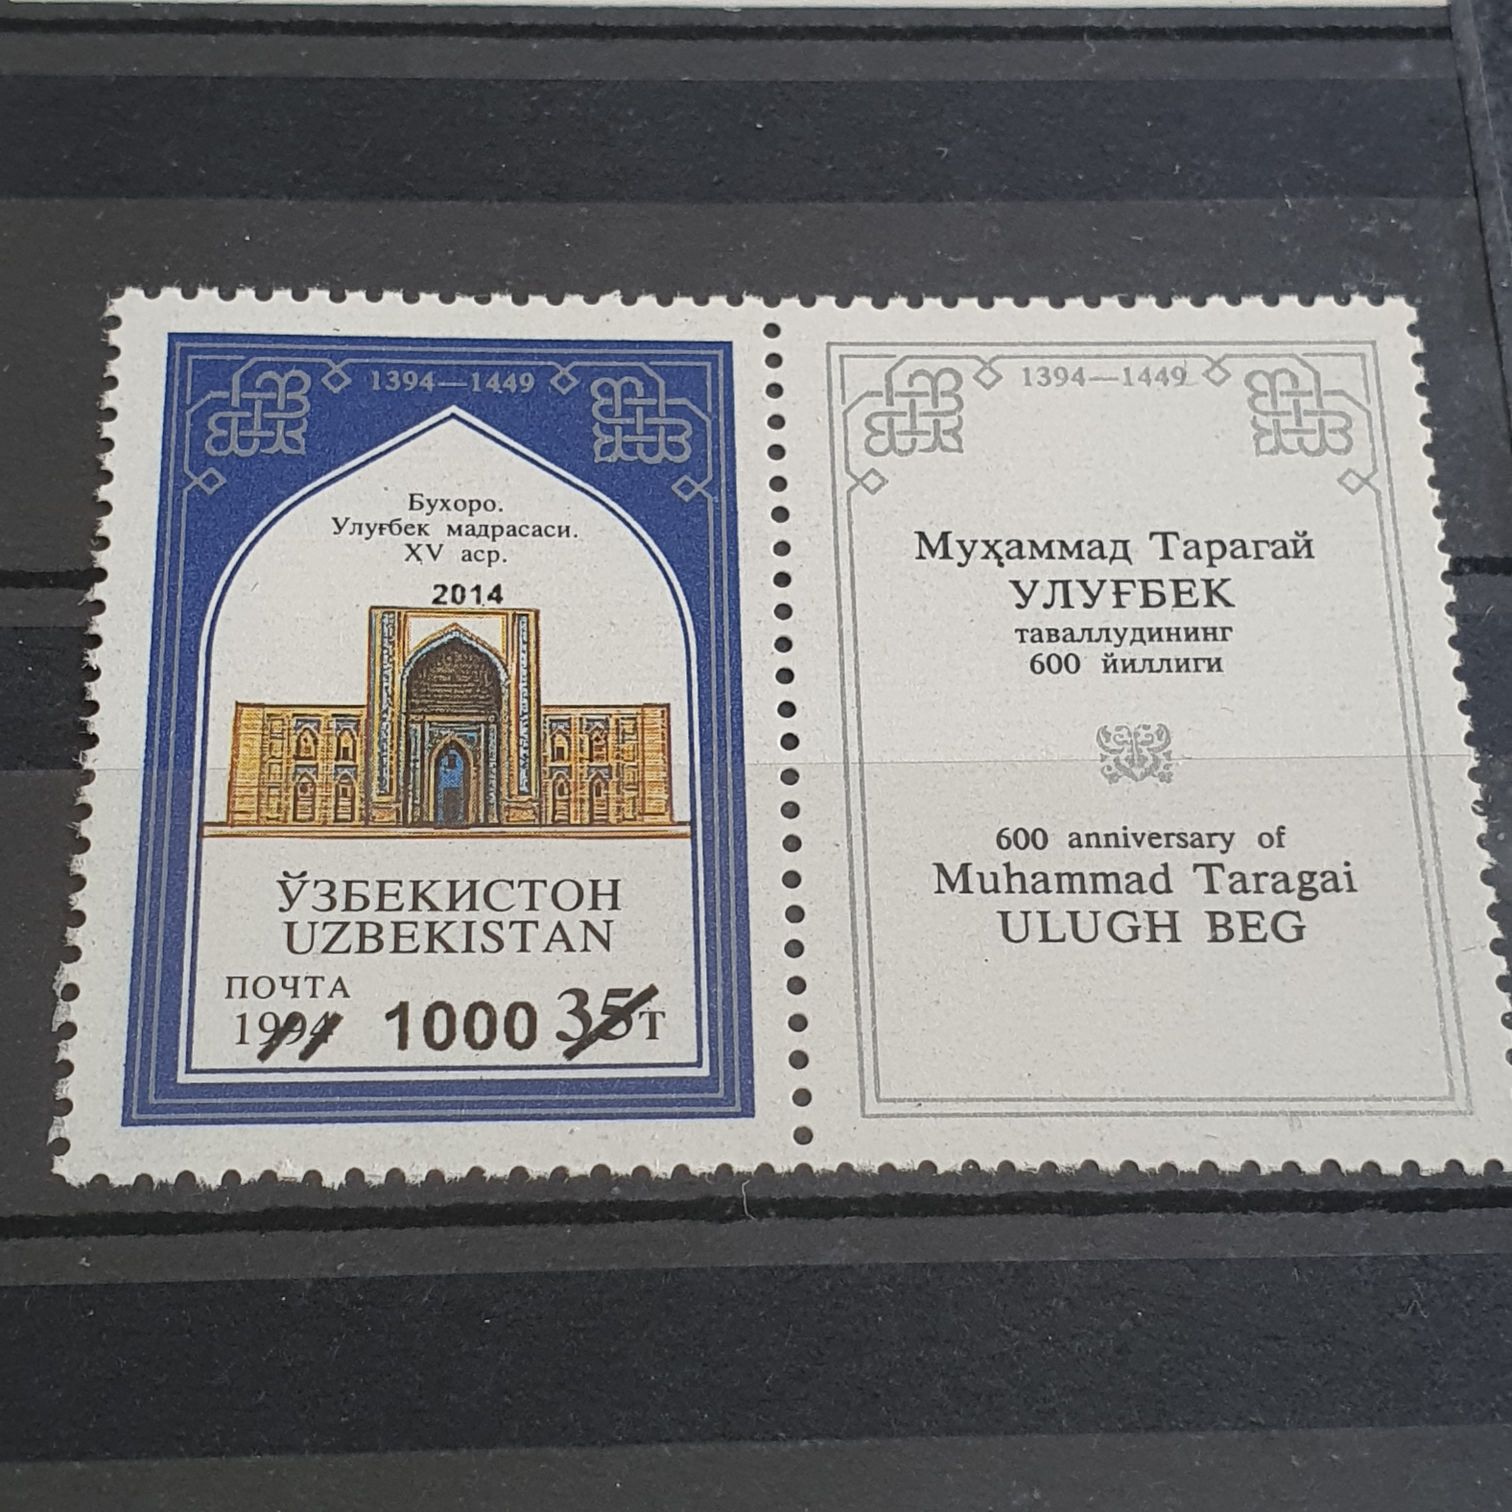 1394—1449
Бухоро.
Улуғбек мадрасаси.
XV аср.
2014
ЎЗБЕКИСТОН
UZBEKISTAN
ПОЧТА
1994 1000 35 т
1394—1449
Муҳаммад Тарагай
УЛУҒБЕК
таваллудининг
600 йиллиги
600 anniversary of
Muhammad Taragai
ULUGH BEG